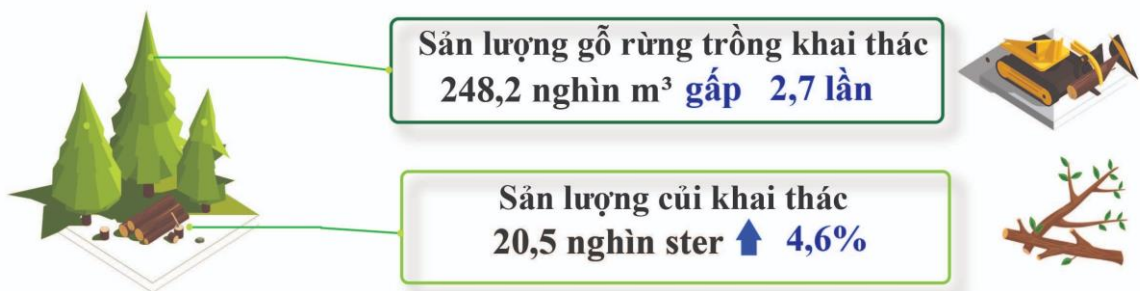 Sản lượng gỗ rừng trồng khai thác
248,2 nghìn m³ gấp 2,7 lần
Sản lượng củi khai thác
20,5 nghìn ster 4,6%